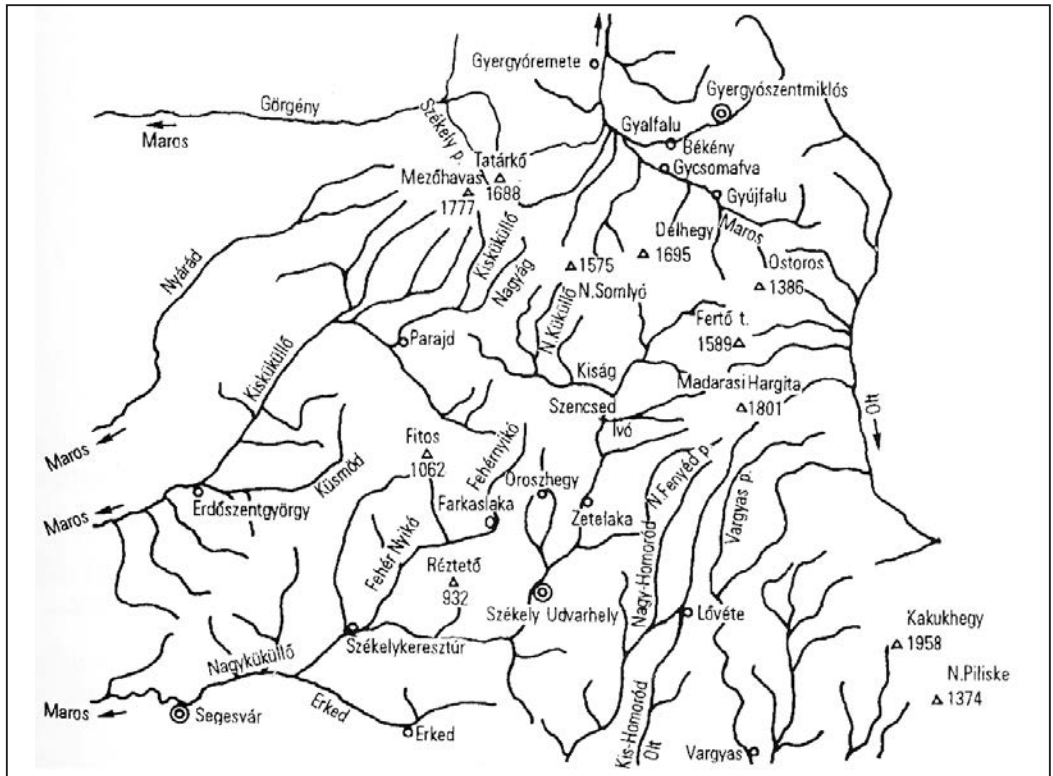 Gyergyóremete
Gyergyószentmiklós
Görgény
Maros
Székely p.
Gyalfalu
Békény
Gycsomafva
Tatárkő
1688
Mezőhavas
1777
Gyújfalu
Maros
Délhegy
1695
Ostoros
1386
Nyárád
Kisküküllő
Nagyág
1575
N.Somlyó
N.Küküllő
Fertő t.
1589
Parajd
Kisküküllő
Kiság
Madarasi Hargita
1801
Szencsed
Ivó
Olt
Maros
Fitos
1062
Fehérnyikó
Oroszhegy
N.Fenyéd p.
Vargyas p.
Küsmőd
Erdőszentgyörgy
Farkaslaka
Zetelaka
Maros
Fehér Nyikó
Réztető
932
Székely Udvarhely
Nagy-Homoród
Lővéte
Kakukhegy
1958
Székelykeresztúr
Nagyküküllő
N.Piliske
1374
Maros
Segesvár
Erked
Erked
Kis-Homoród
Olt
Vargyas